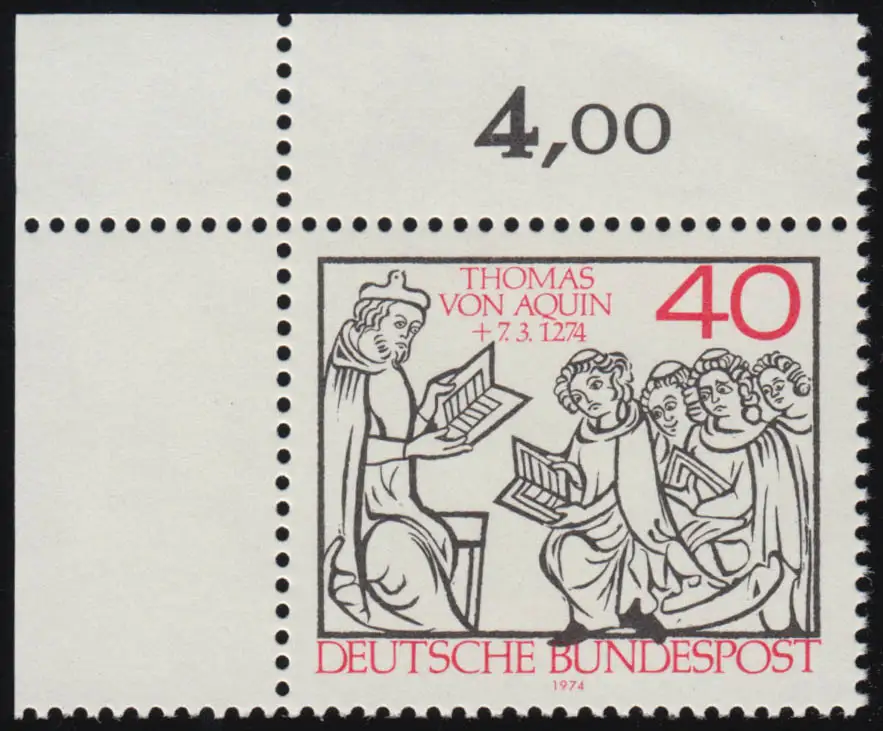 4,00
THOMAS
VON AQUIN
+ 7. 3. 1274
40
DEUTSCHE BUNDESPOST
1974